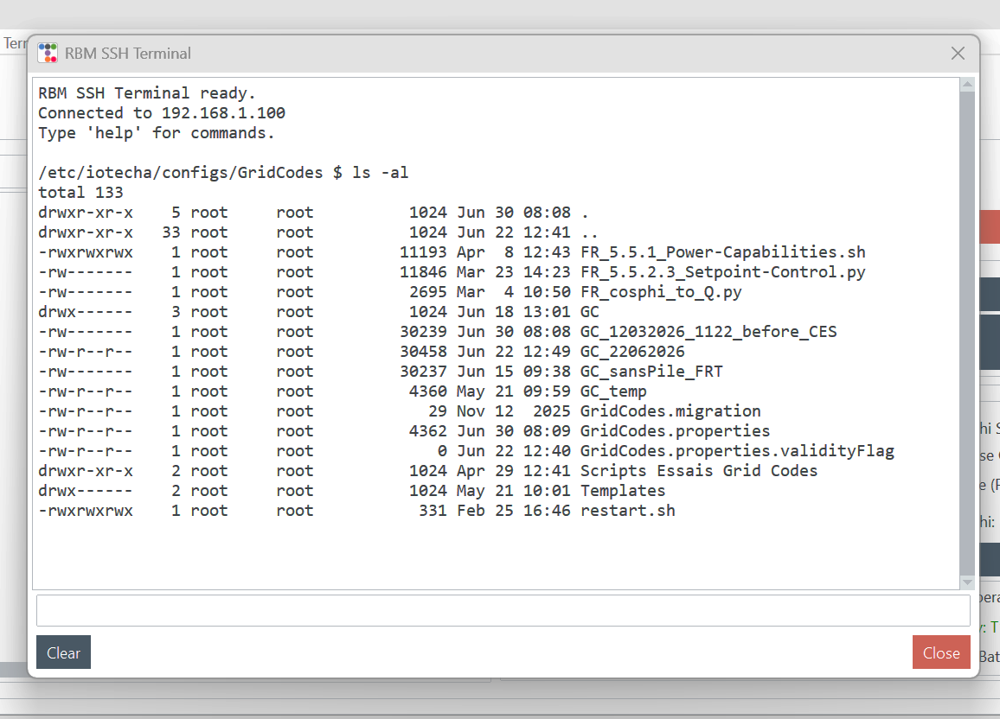 Terr
RBM SSH Terminal
RBM SSH Terminal ready.
Connected to 192.168.1.100
Type 'help' for commands.
/etc/iotecha/configs/GridCodes $ ls -al
total 133
drwxr-xr-x    5 root     root          1024 Jun 30 08:08 .
drwxr-xr-x   33 root     root          1024 Jun 22 12:41 ..
-rwxrwxrwx    1 root     root         11193 Apr  8 12:43 FR_5.5.1_Power-Capabilities.sh
-rw-------    1 root     root         11846 Mar 23 14:23 FR_5.5.2.3_Setpoint-Control.py
-rw-------    1 root     root          2695 Mar  4 10:50 FR_cosphi_to_Q.py
drwx------    3 root     root          1024 Jun 18 13:01 GC
-rw-------    1 root     root         30239 Jun 30 08:08 GC_12032026_1122_before_CES
-rw-r--r--    1 root     root         30458 Jun 22 12:49 GC_22062026
-rw-------    1 root     root         30237 Jun 15 09:38 GC_sansPile_FRT
-rw-r--r--    1 root     root          4360 May 21 09:59 GC_temp
-rw-r--r--    1 root     root            29 Nov 12  2025 GridCodes.migration
-rw-r--r--    1 root     root          4362 Jun 30 08:09 GridCodes.properties
-rw-r--r--    1 root     root             0 Jun 22 12:40 GridCodes.properties.validityFlag
drwxr-xr-x    2 root     root          1024 Apr 29 12:41 Scripts Essais Grid Codes
drwx------    2 root     root          1024 May 21 10:01 Templates
-rwxrwxrwx    1 root     root           331 Feb 25 16:46 restart.sh
hi S
se
e (P
hi:
pera
y: T
Bat
Clear
Close